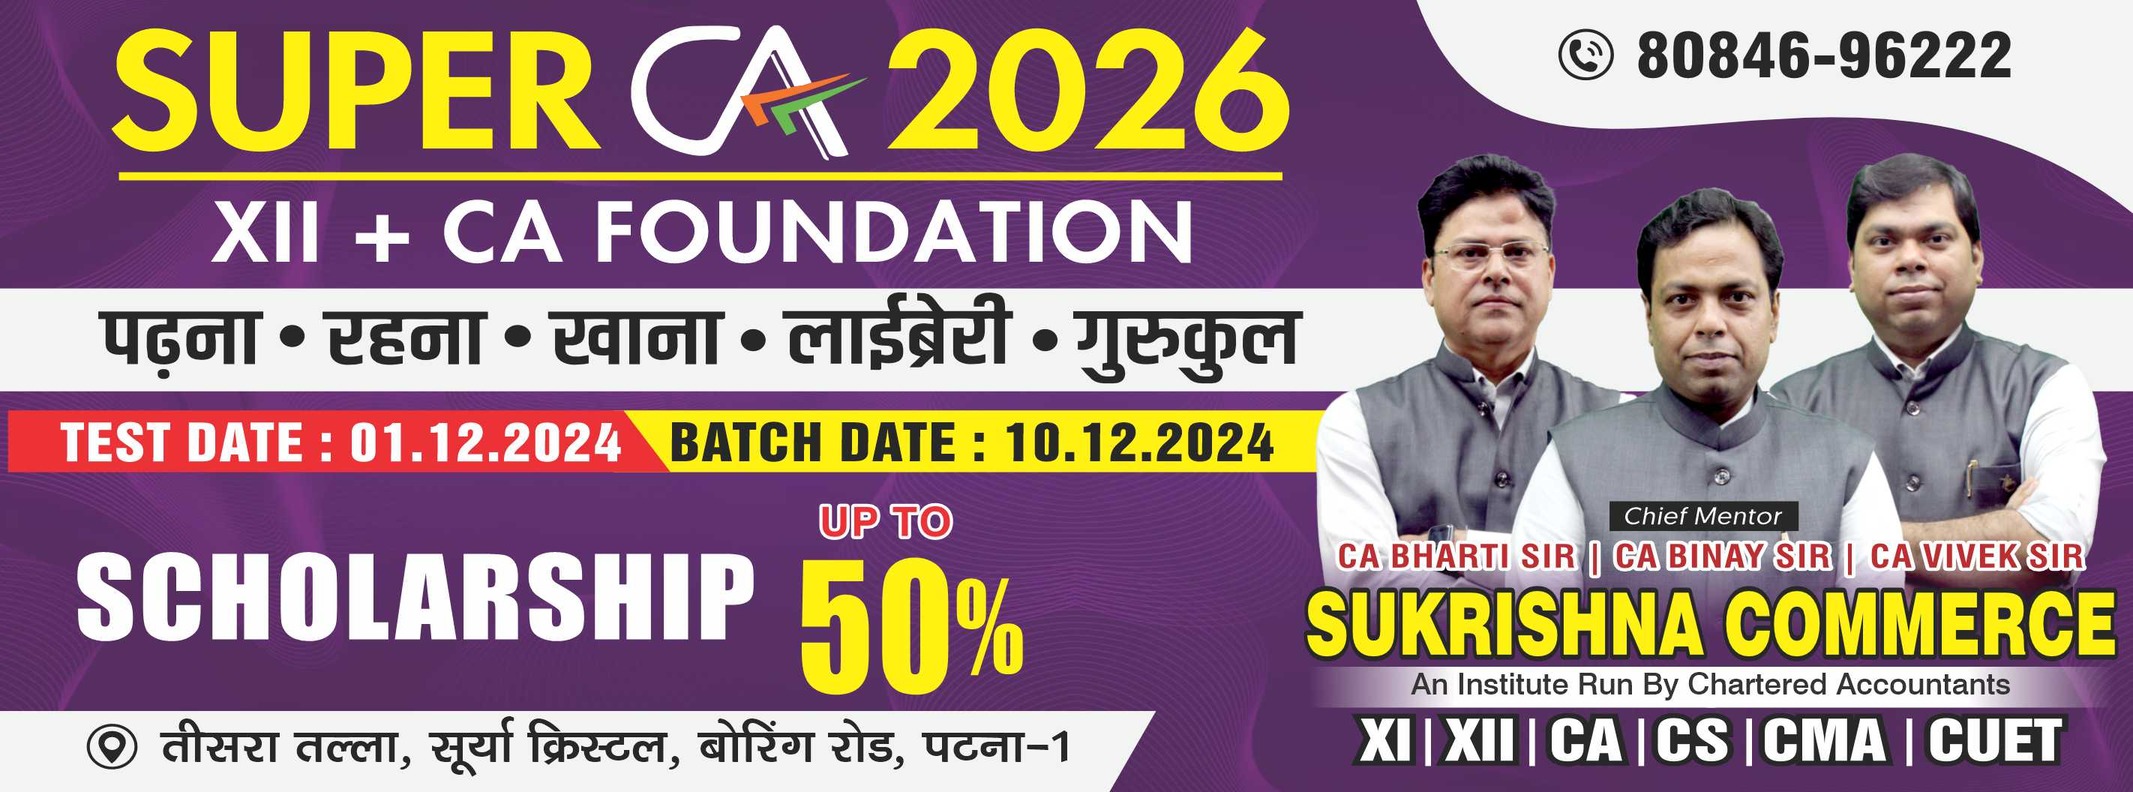 SUPER CA 2026
XII + CA FOUNDATION
पढ़ना • रहना • खाना • लाईब्रेरी • गुरुकुल
TEST DATE : 01.12.2024
BATCH DATE : 10.12.2024
SCHOLARSHIP
UP TO
50%
तीसरा तल्ला, सूर्या क्रिस्टल, बोरिंग रोड, पटना-1
80846-96222
Chief Mentor
CA BHARTI SIR | CA BINAY SIR | CA VIVEK SIR
SUKRISHNA COMMERCE
An Institute Run By Chartered Accountants
XI | XII | CA | CS | CMA | CUET